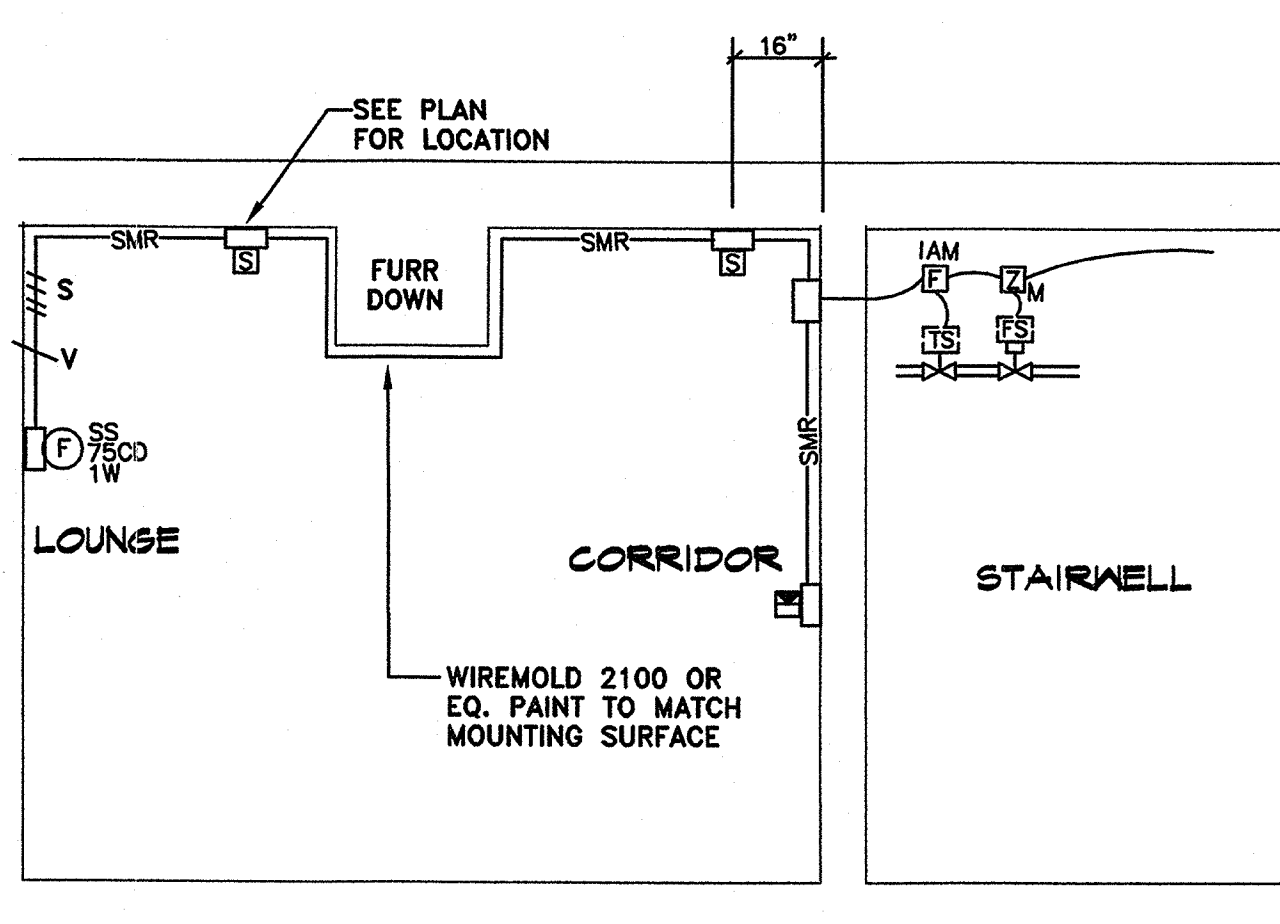 16"
SEE PLAN
FOR LOCATION
SMR
S
SMR
S
FURR
DOWN
IAM
F
Z
M
TS
FS
S
V
F
SS
75CD
1W
SMR
LOUNGE
CORRIDOR
STAIRWELL
WIREMOLD 2100 OR
EQ. PAINT TO MATCH
MOUNTING SURFACE